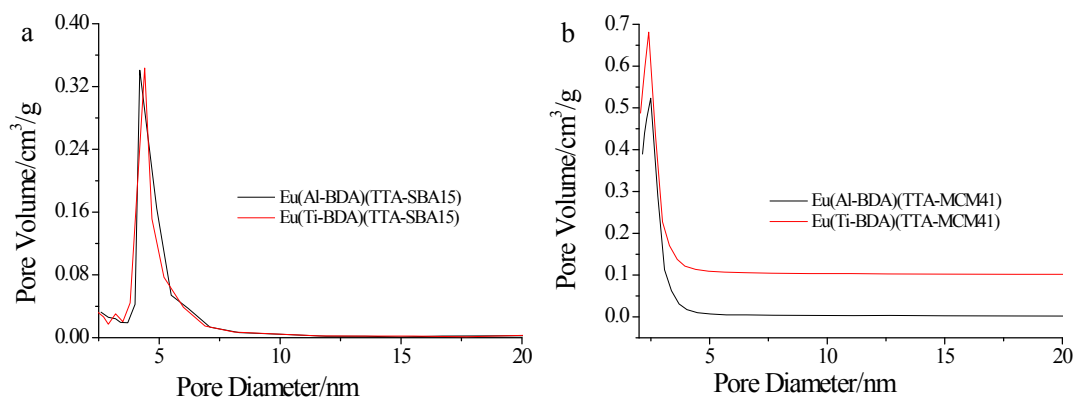 a
0.40
0.32
0.24
0.16
0.08
0.00
Pore Volume/cm³/g
Eu(Al-BDA)(TTA-SBA15)
Eu(Ti-BDA)(TTA-SBA15)
5
10
15
20
Pore Diameter/nm
b
0.7
0.6
0.5
0.4
0.3
0.2
0.1
0.0
Pore Volume/cm³/g
Eu(Al-BDA)(TTA-MCM41)
Eu(Ti-BDA)(TTA-MCM41)
5
10
15
20
Pore Diameter/nm